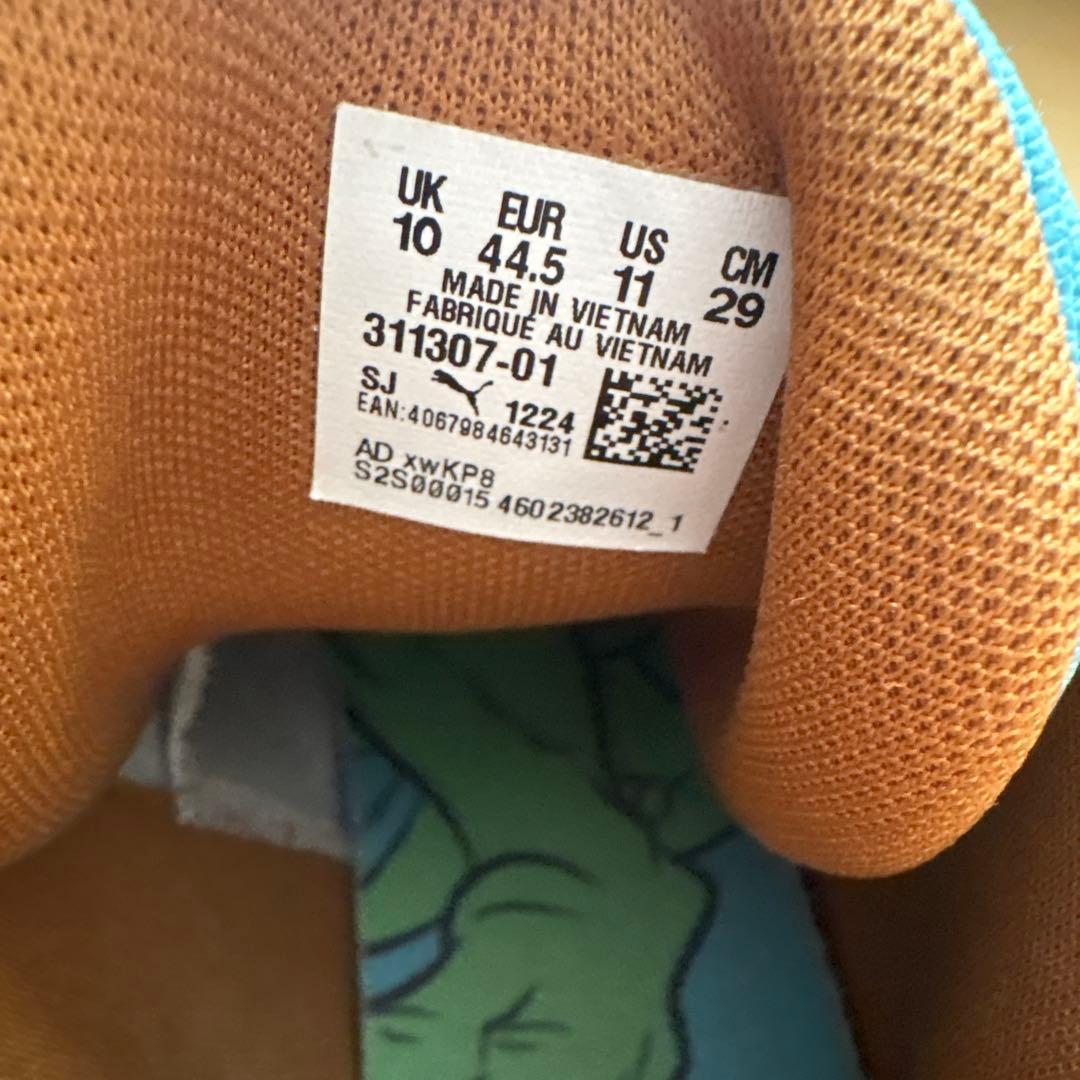 UK EUR US CM
10 44.5 11 29
MADE IN VIETNAM
FABRIQUE AU VIETNAM
311307-01
SJ 1224
EAN:4067984643131
AD xwKP8
S2S00015 4602382612_1